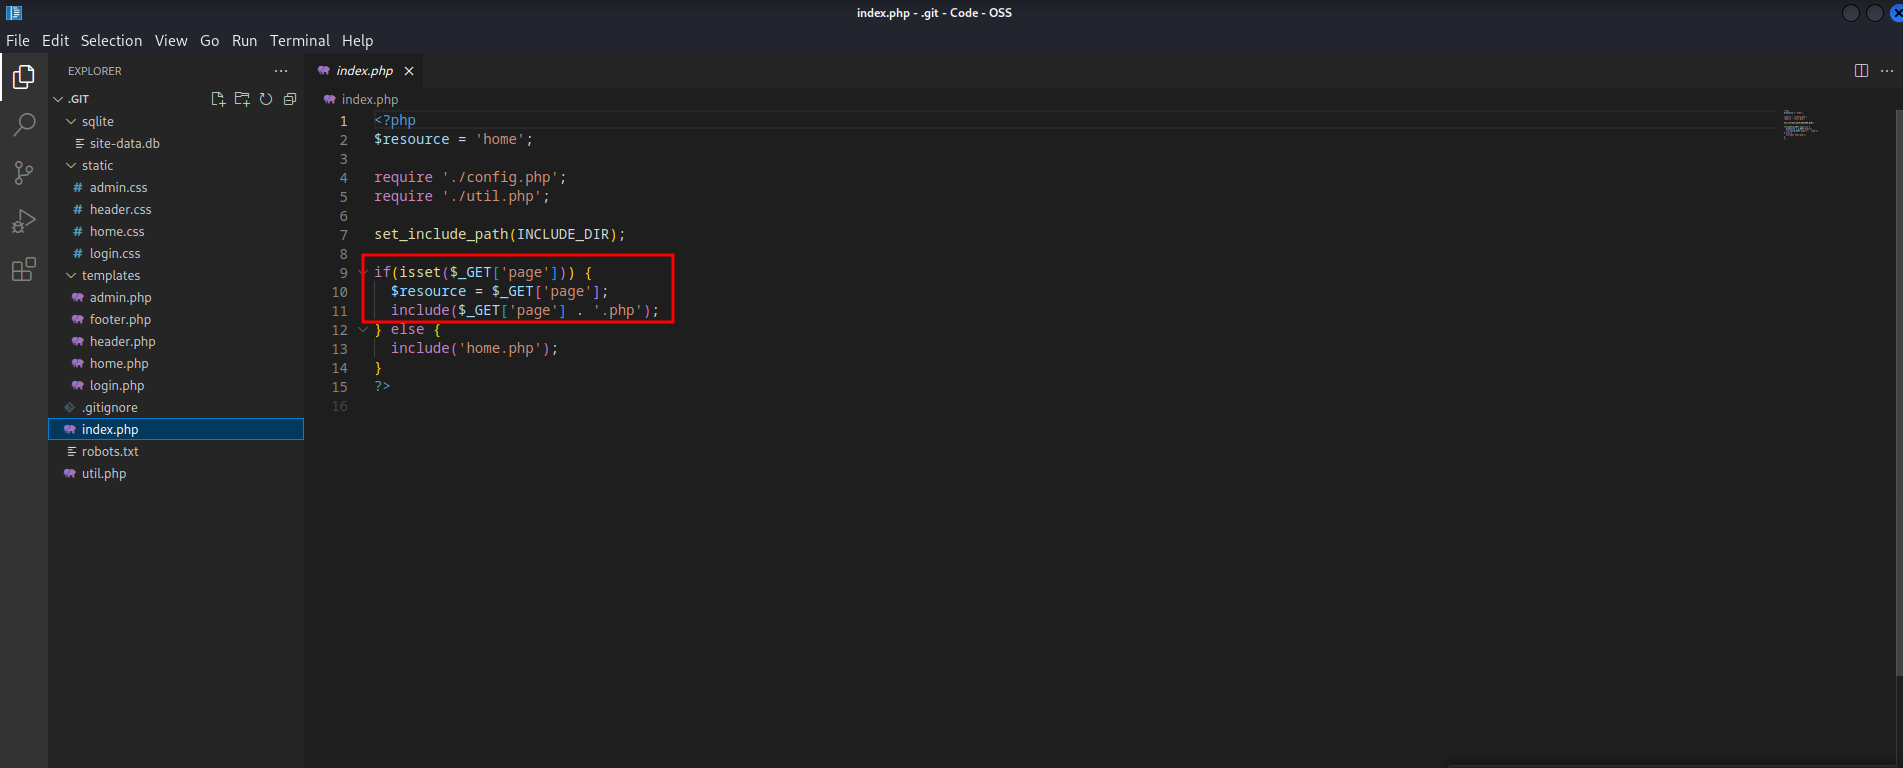 index.php - .git - Code - OSS
File Edit Selection View Go Run Terminal Help
EXPLORER
.GIT
sqlite
site-data.db
static
admin.css
header.css
home.css
login.css
templates
admin.php
footer.php
header.php
home.php
login.php
.gitignore
index.php
robots.txt
util.php
index.php
index.php
1 <?php
2 $resource = 'home';
3
4 require './config.php';
5 require './util.php';
6
7 set_include_path(INCLUDE_DIR);
8
9 if(isset($_GET['page'])) {
10 $resource = $_GET['page'];
11 include($_GET['page'] . '.php');
12 } else {
13 include('home.php');
14 }
15 ?>
16